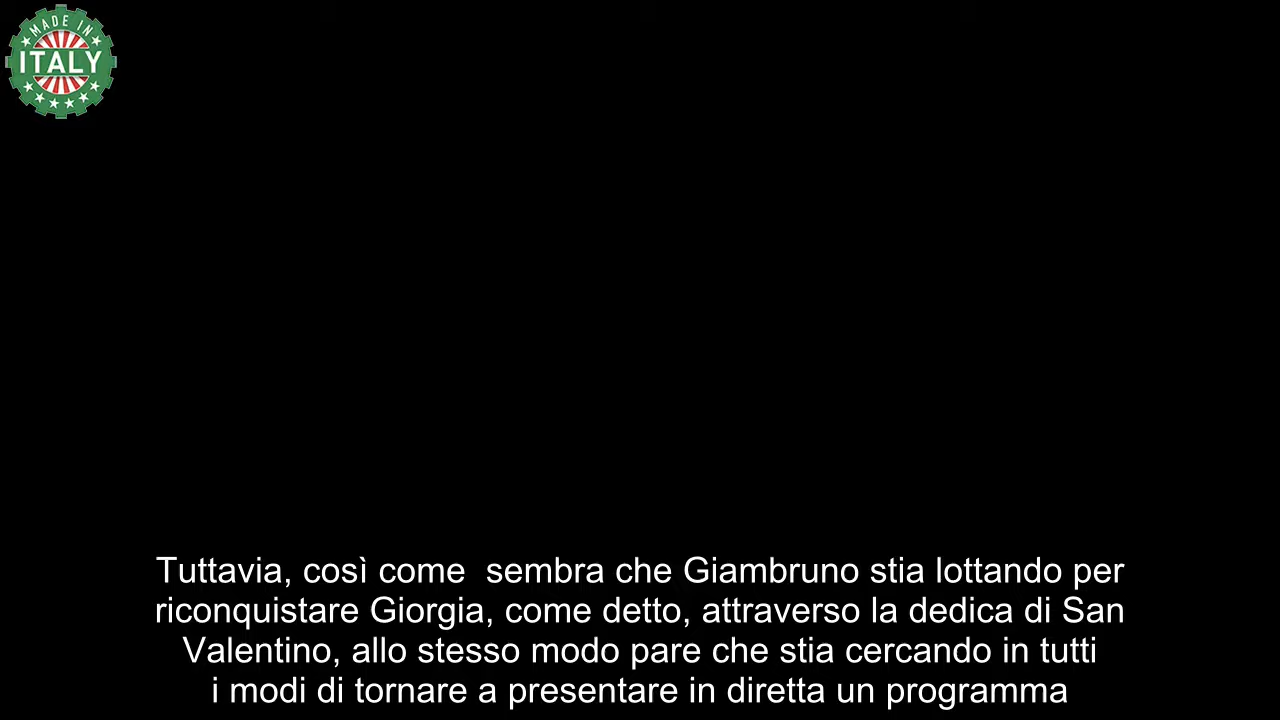 MADE IN
ITALY
Tuttavia, così come  sembra che Giambruno stia lottando per
riconquistare Giorgia, come detto, attraverso la dedica di San
Valentino, allo stesso modo pare che stia cercando in tutti
i modi di tornare a presentare in diretta un programma